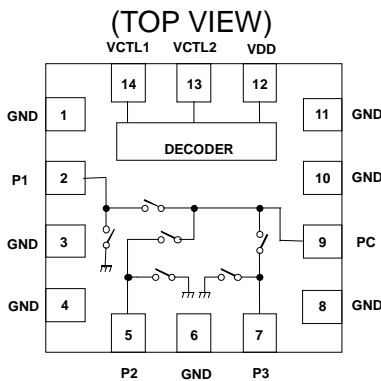 (TOP VIEW)
VCTL1 VCTL2 VDD
14 13 12
GND 1 11 GND
DECODER
P1 2 10 GND
GND 3 9 PC
GND 4 8 GND
5 6 7
P2 GND P3